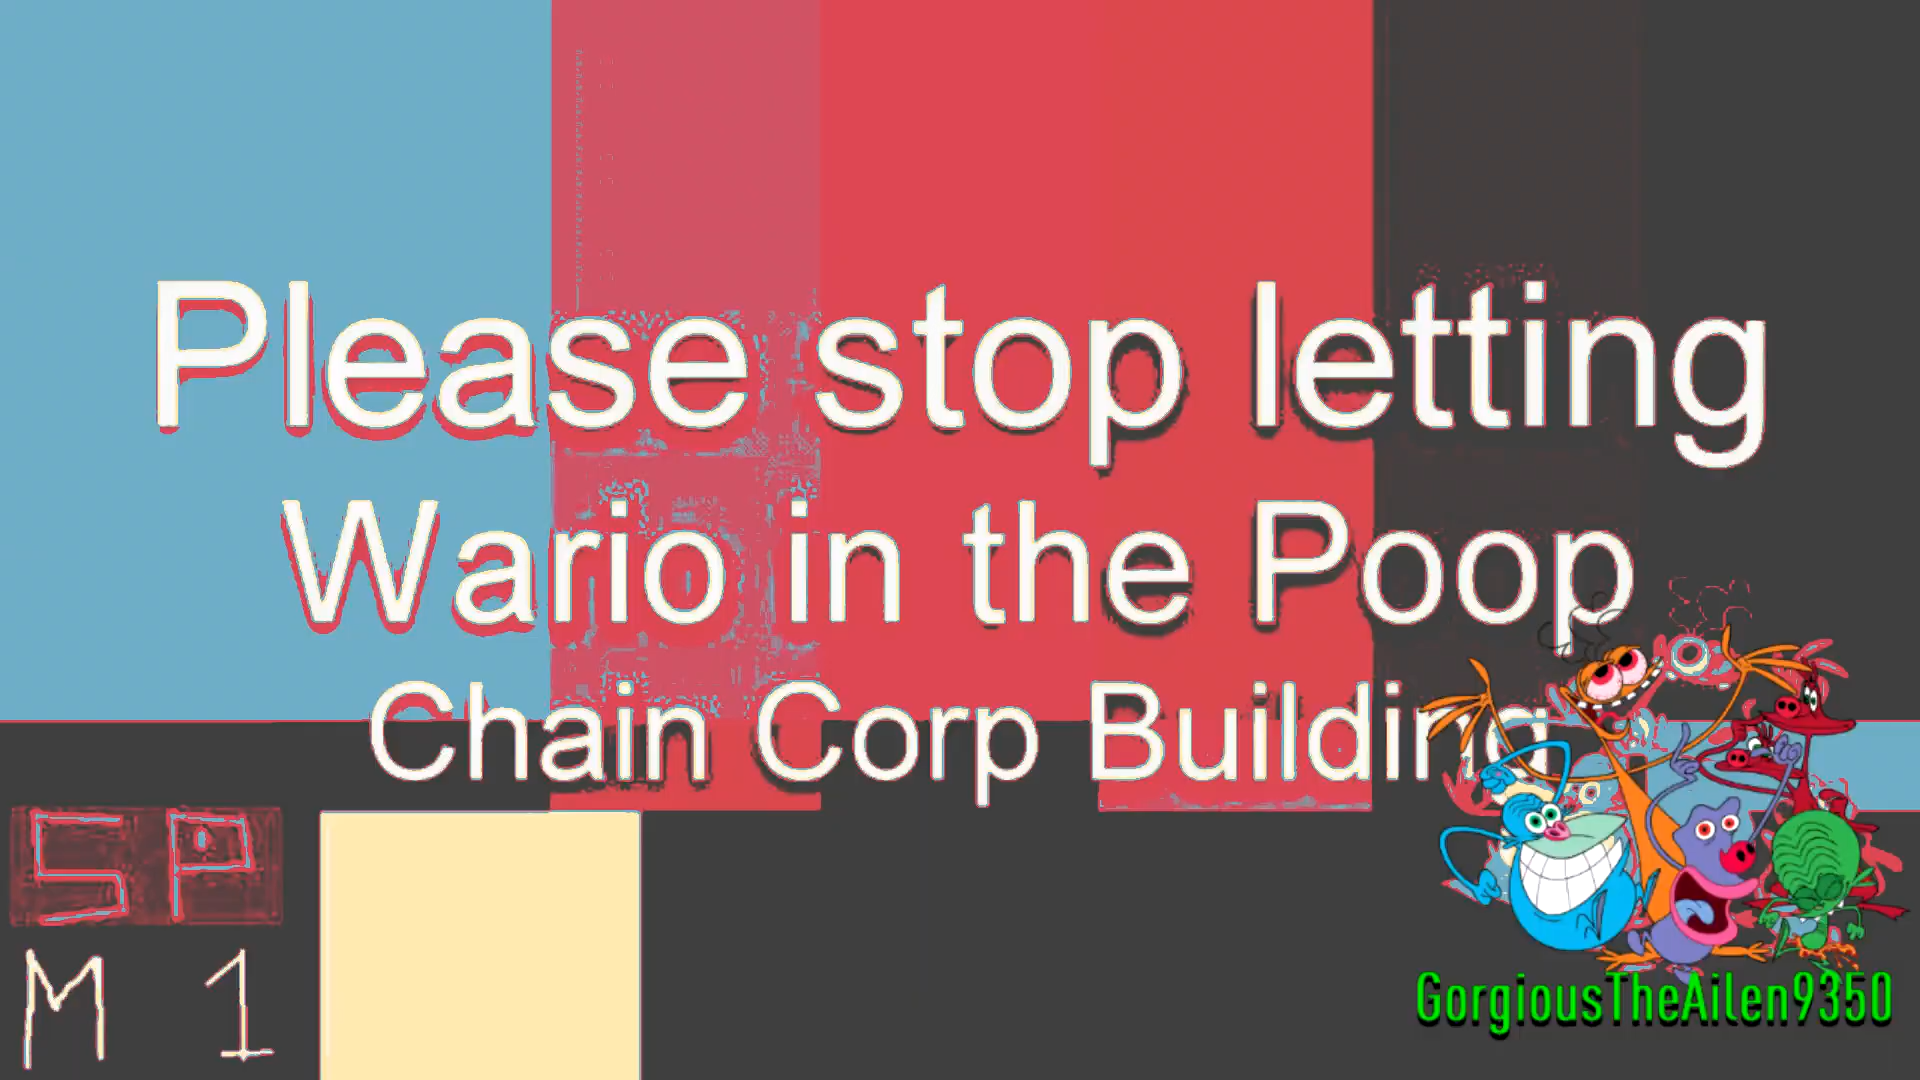 Please stop letting
Wario in the Poop
Chain Corp Building
SP
M 1
GorgiousTheAilen9350